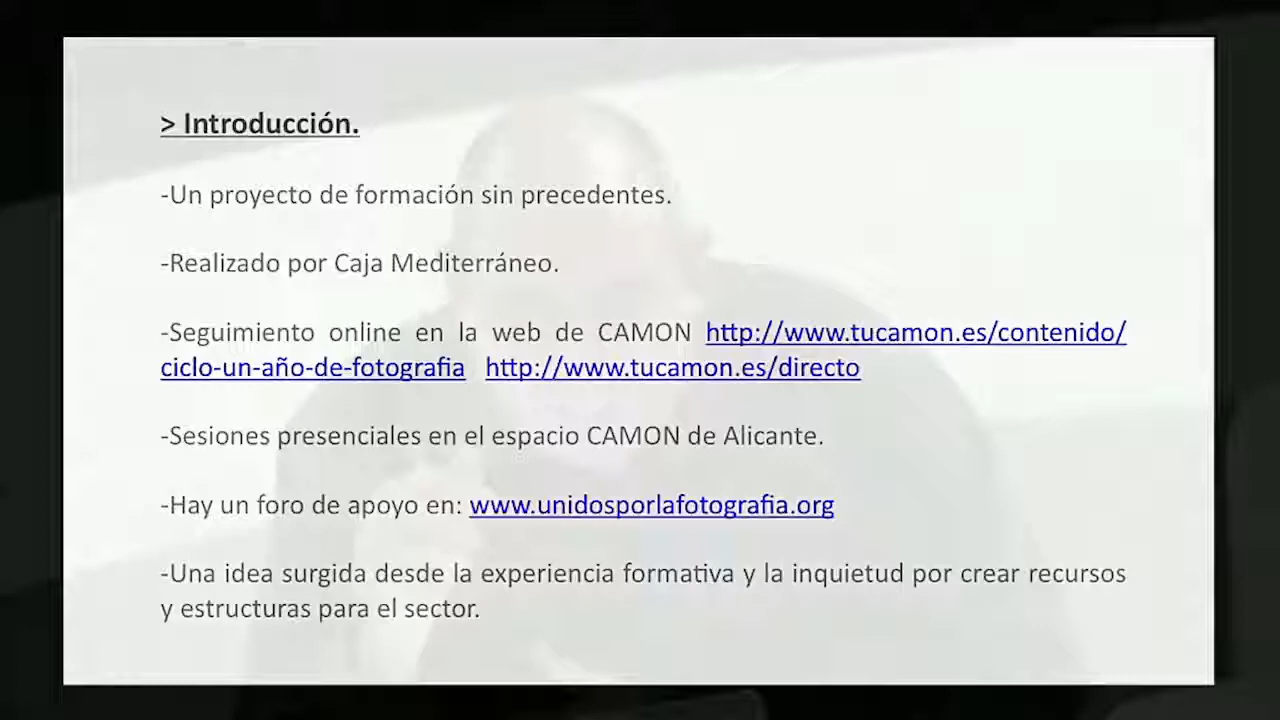 > Introducción.
-Un proyecto de formación sin precedentes.
-Realizado por Caja Mediterráneo.
-Seguimiento online en la web de CAMON http://www.tucamon.es/contenido/
ciclo-un-año-de-fotografia http://www.tucamon.es/directo
-Sesiones presenciales en el espacio CAMON de Alicante.
-Hay un foro de apoyo en: www.unidosporlafotografia.org
-Una idea surgida desde la experiencia formativa y la inquietud por crear recursos
y estructuras para el sector.